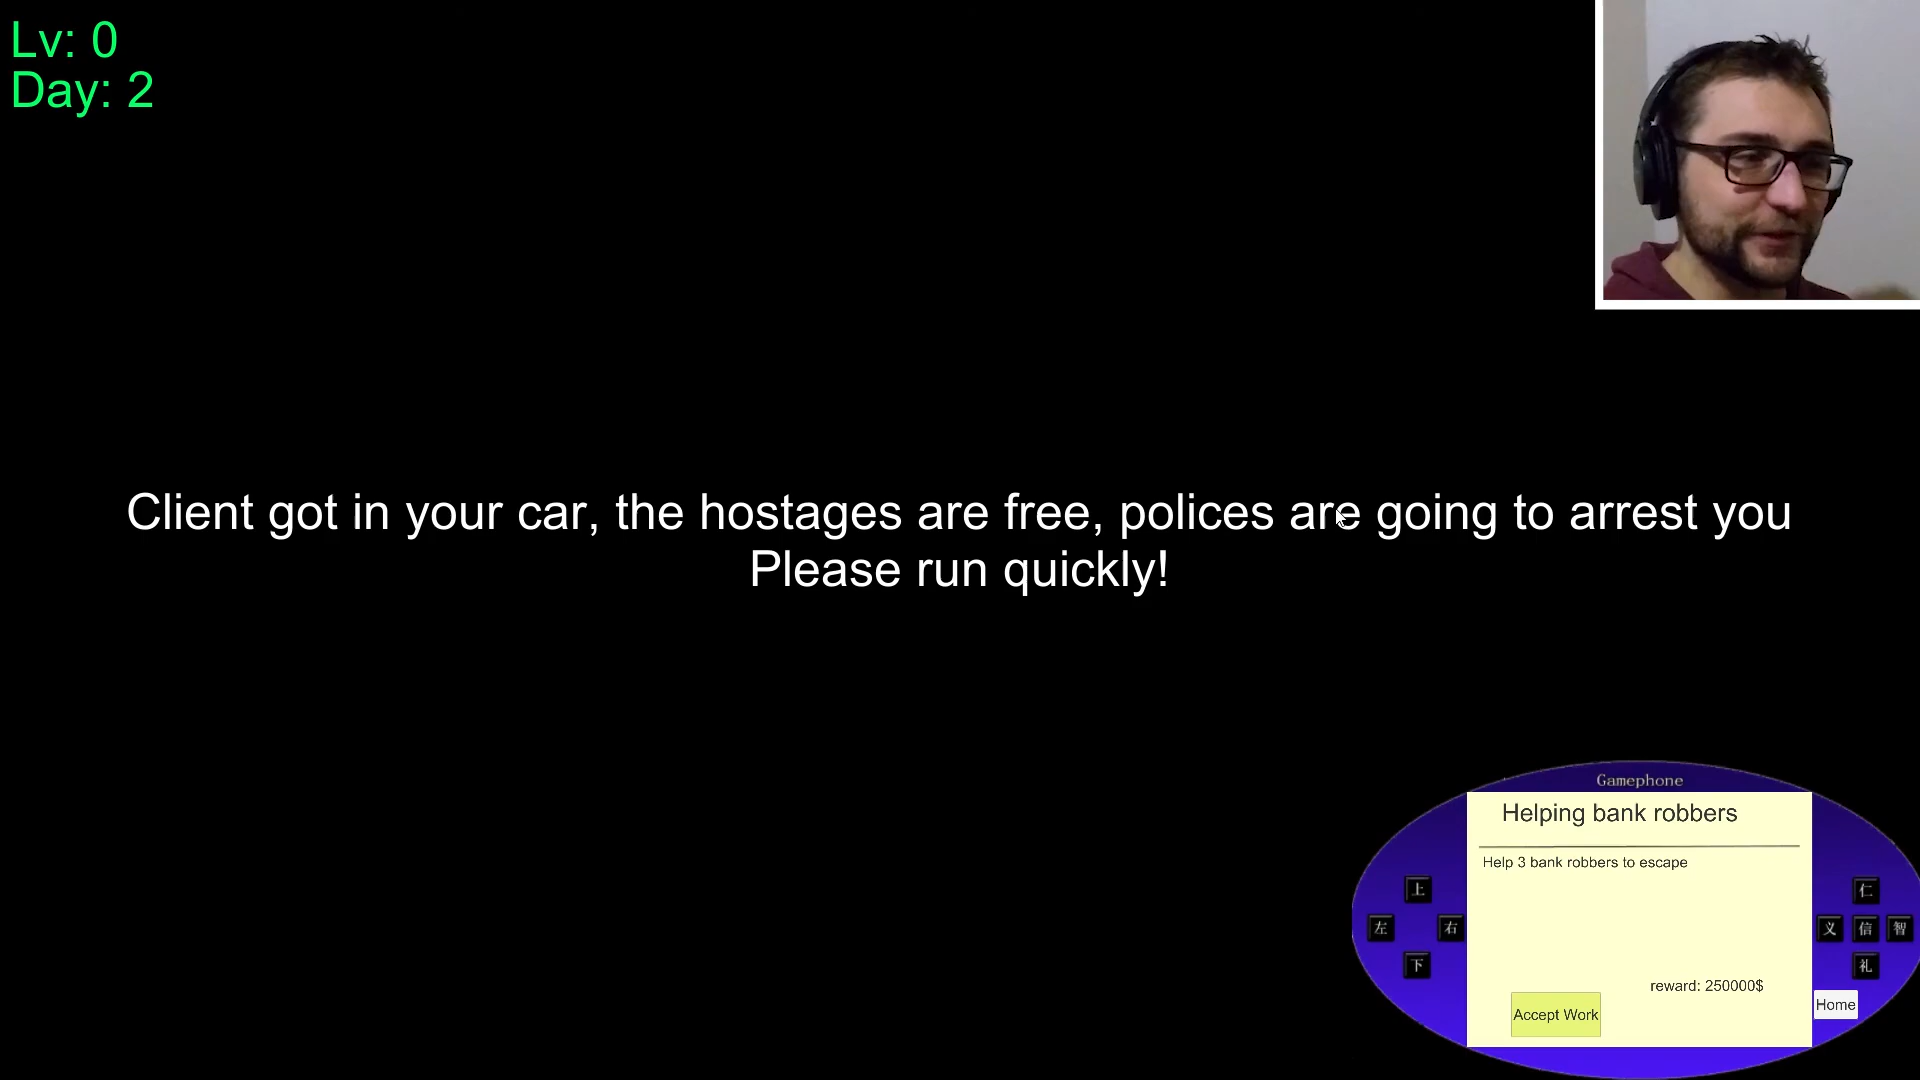 Lv: 0
Day: 2
Client got in your car, the hostages are free, polices are going to arrest you
Please run quickly!
Gamephone
Helping bank robbers
Help 3 bank robbers to escape
上
左
右
下
仁
义
信
智
礼
reward: 250000$
Accept Work
Home